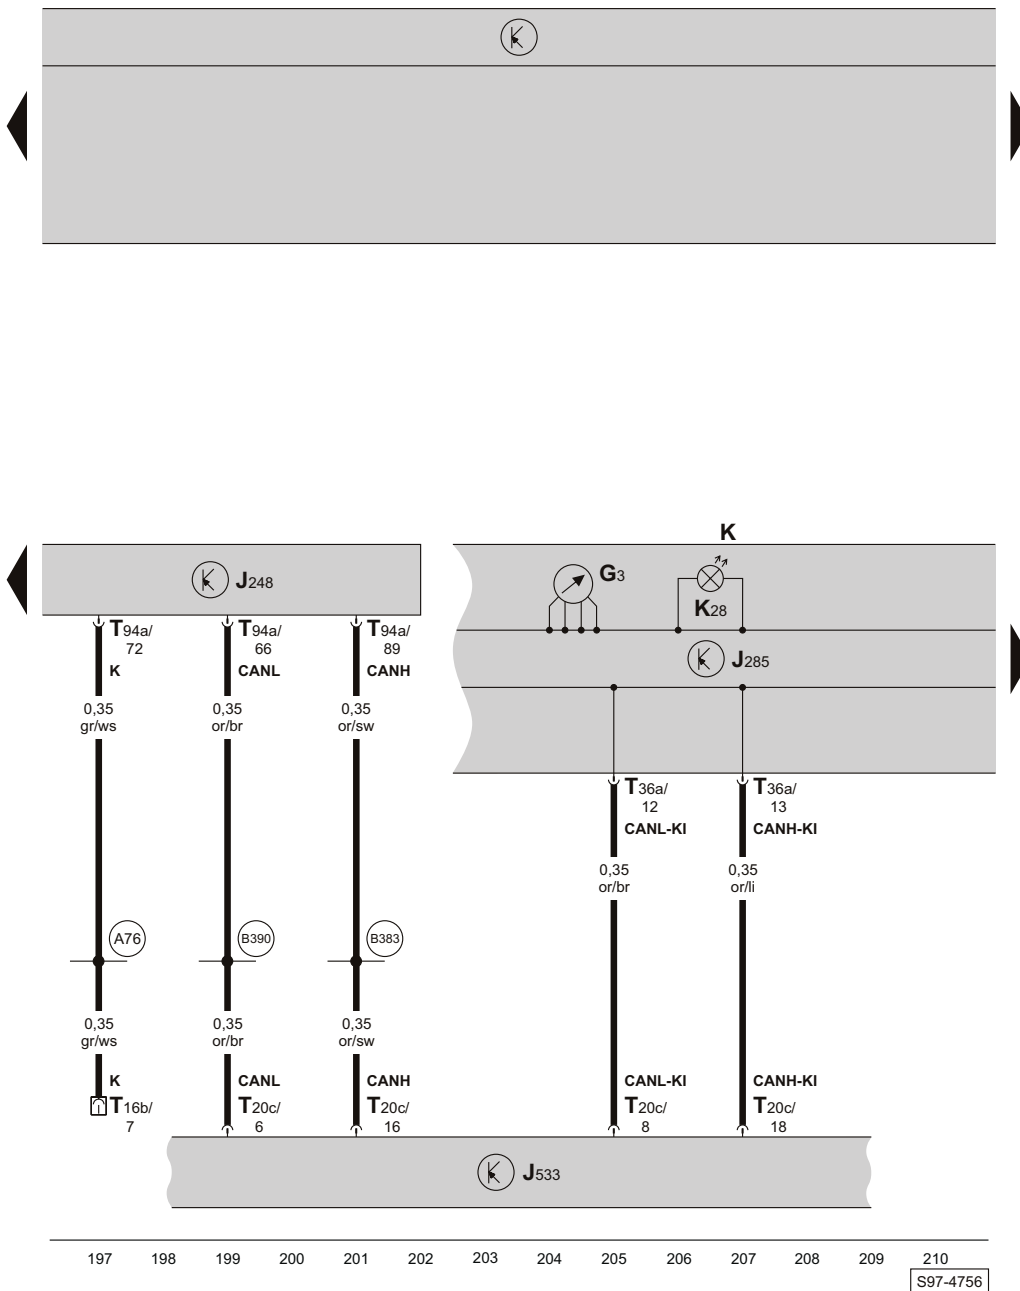 K
J248
G3
K28
J285
T94a/ T94a/ T94a/
72 66 89
K CANL CANH
0,35 0,35 0,35
gr/ws or/br or/sw
T36a/ T36a/
12 13
CANL-KI CANH-KI
0,35 0,35
or/br or/li
A76 B390 B383
0,35 0,35 0,35
gr/ws or/br or/sw
K CANL CANH CANL-KI CANH-KI
T16b/ T20c/ T20c/ T20c/ T20c/
7 6 16 8 18
J533
197 198 199 200 201 202 203 204 205 206 207 208 209 210
S97-4756